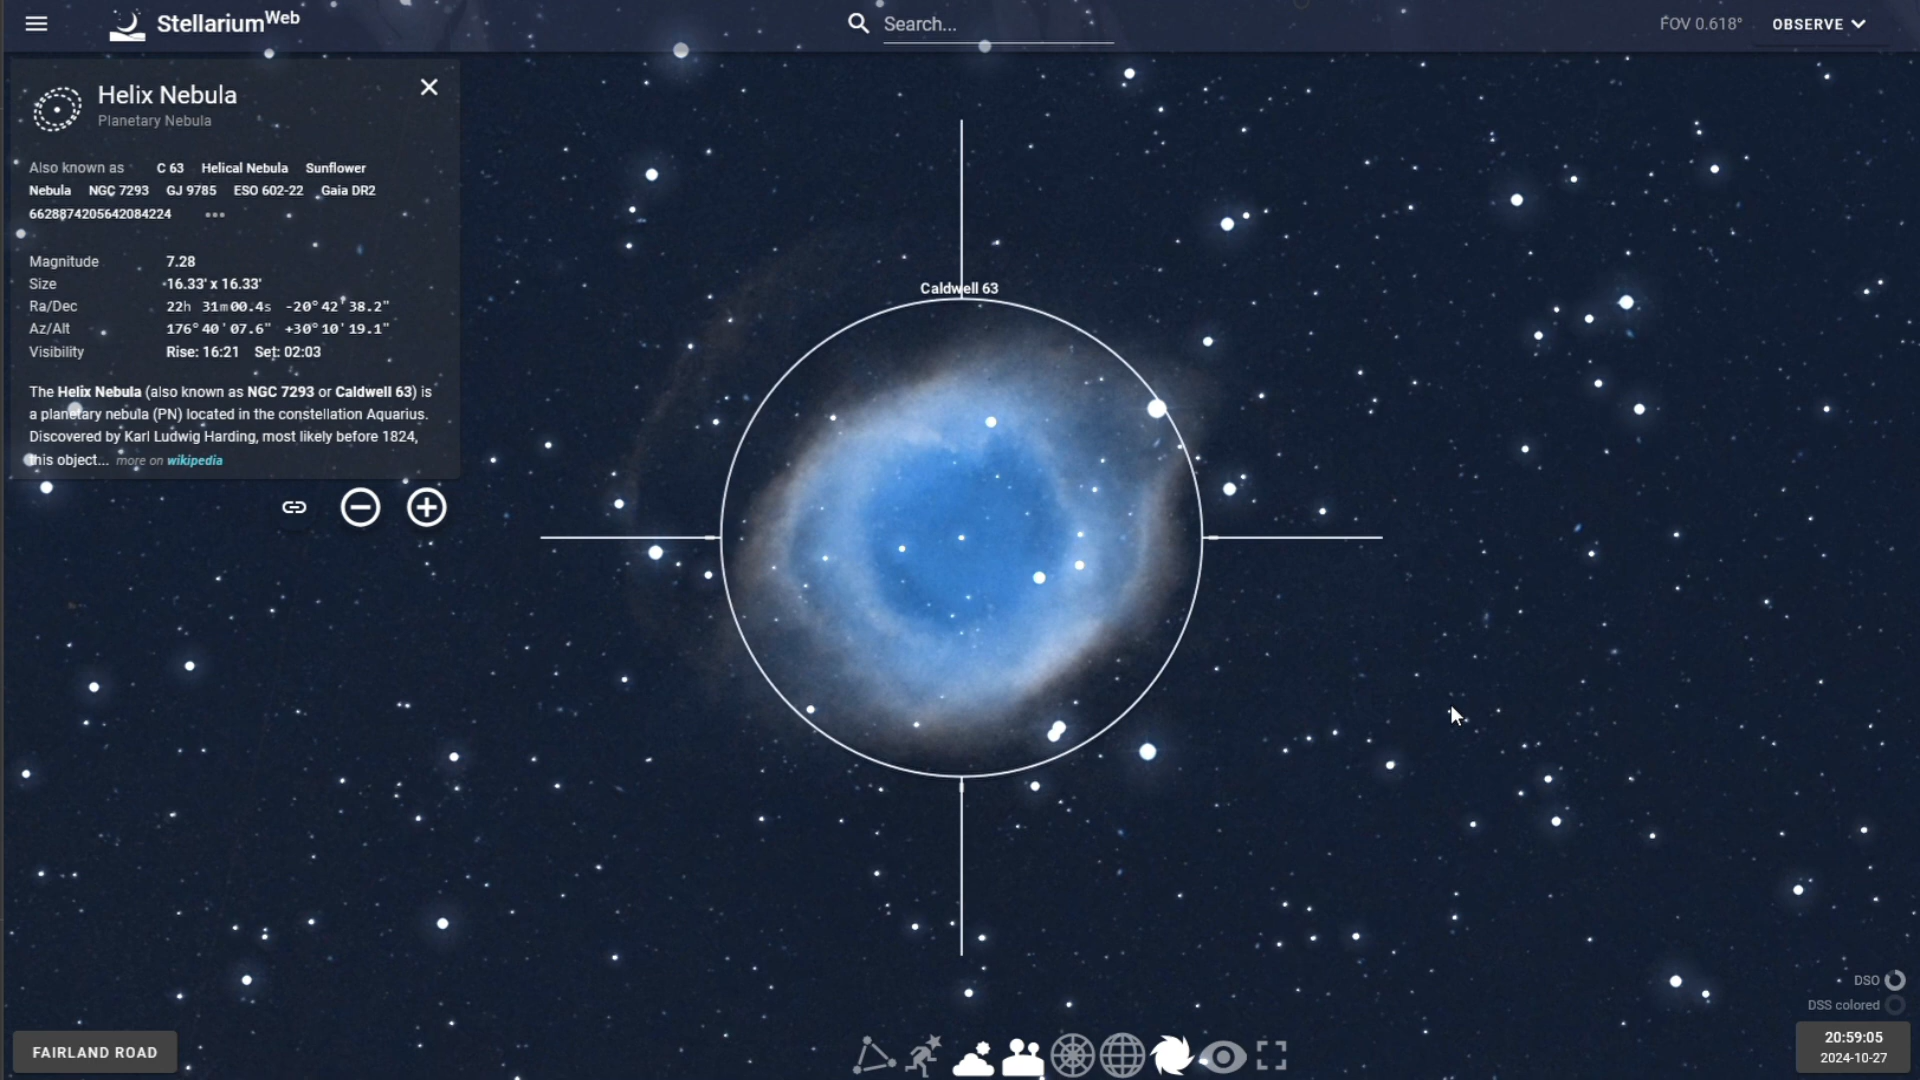 StellariumWeb
Search...
FOV 0.618°
OBSERVE
Helix Nebula
Planetary Nebula
Also known as C 63 Helical Nebula Sunflower
Nebula NGC 7293 GJ 9785 ESO 602-22 Gaia DR2
6628874205642084224 •••
Magnitude 7.28
Size 16.33' x 16.33'
Ra/Dec 22h 31m00.4s -20°42'38.2"
Az/Alt 176°40'07.6" +30°10'19.1"
Visibility Rise: 16:21 Set: 02:03
The Helix Nebula (also known as NGC 7293 or Caldwell 63) is
a planetary nebula (PN) located in the constellation Aquarius.
Discovered by Karl Ludwig Harding, most likely before 1824,
this object... more on wikipedia
Caldwell 63
DSO
DSS colored
FAIRLAND ROAD
20:59:05
2024-10-27